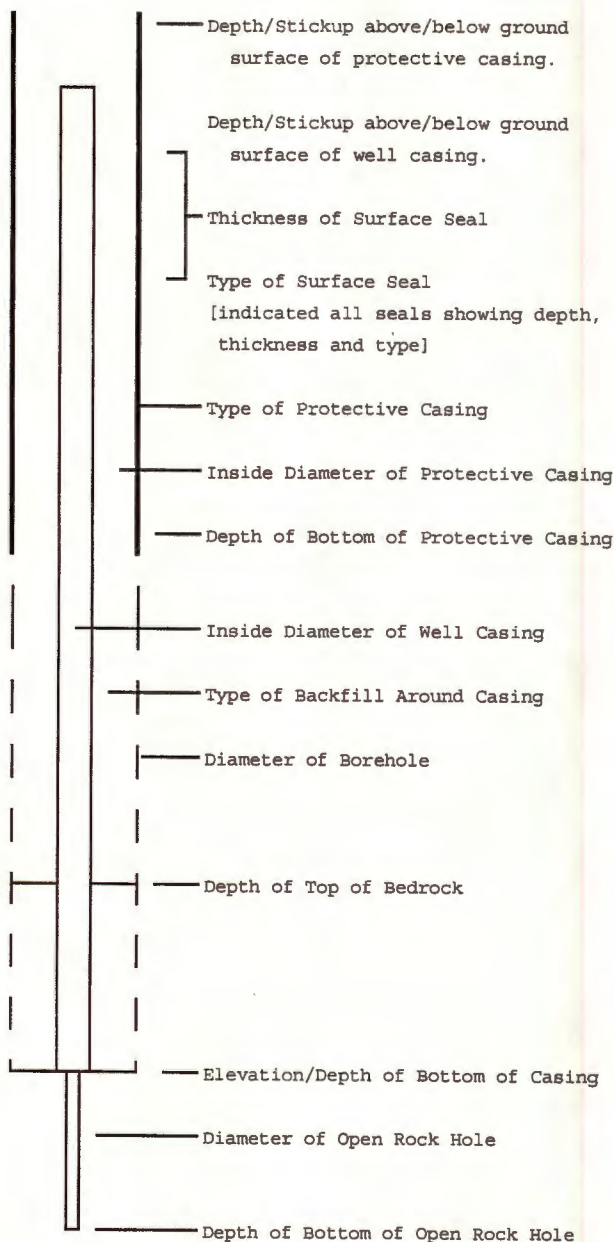 Depth/Stickup above/below ground
surface of protective casing.
Depth/Stickup above/below ground
surface of well casing.
Thickness of Surface Seal
Type of Surface Seal
[indicated all seals showing depth,
thickness and type]
Type of Protective Casing
Inside Diameter of Protective Casing
Depth of Bottom of Protective Casing
Inside Diameter of Well Casing
Type of Backfill Around Casing
Diameter of Borehole
Depth of Top of Bedrock
Elevation/Depth of Bottom of Casing
Diameter of Open Rock Hole
Depth of Bottom of Open Rock Hole